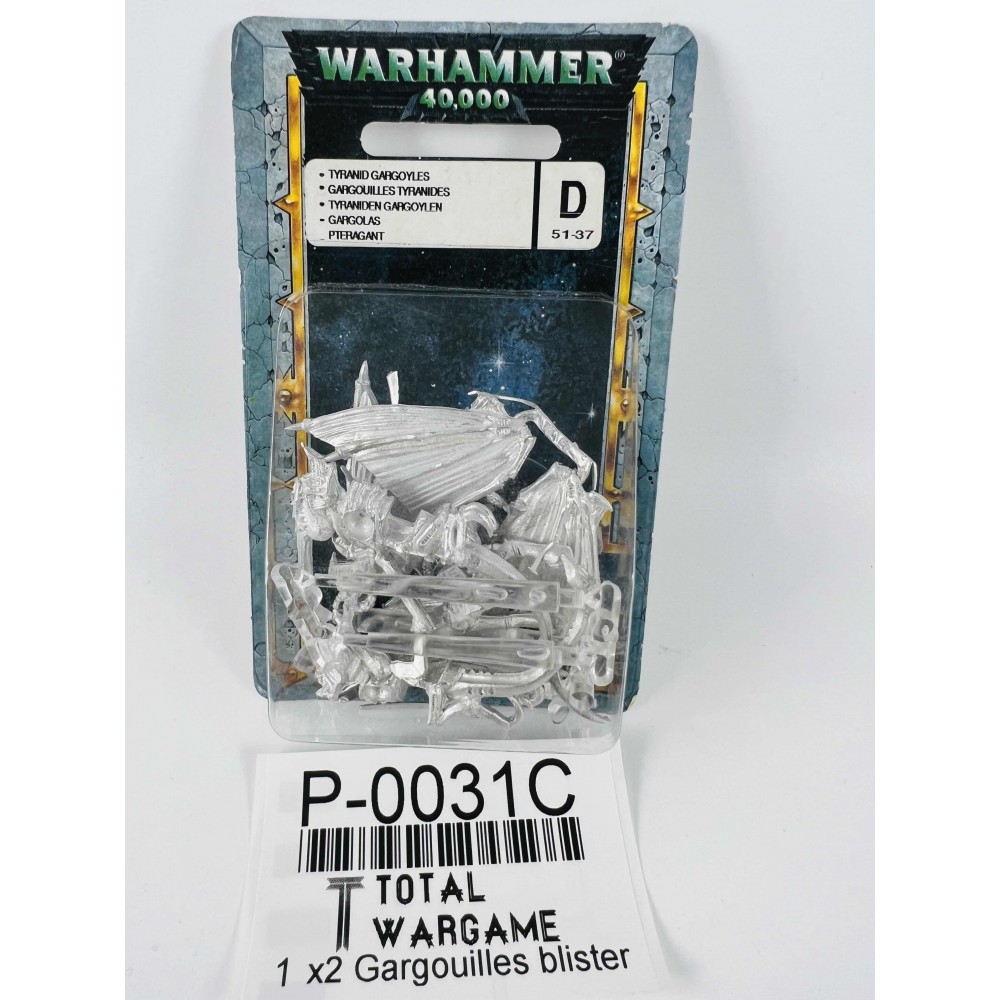 WARHAMMER®
40,000
• TYRANID GARGOYLES
• GARGOUILLES TYRANIDES
• TYRANIDEN GARGOYLEN
- GARGOLAS
PTERAGANT
D
51-37
P-0031C
TOTAL
WARGAME
1 x2 Gargouilles blister